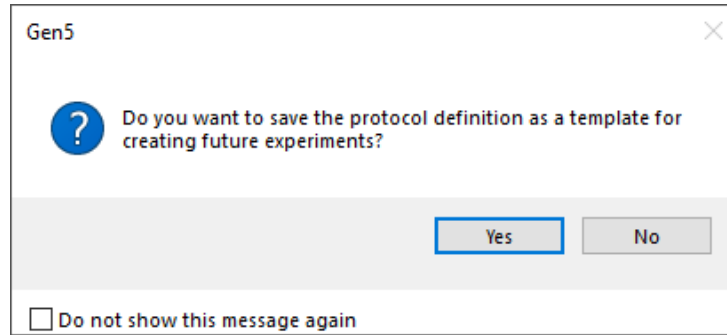 Gen5
Do you want to save the protocol definition as a template for
creating future experiments?
Yes
No
Do not show this message again